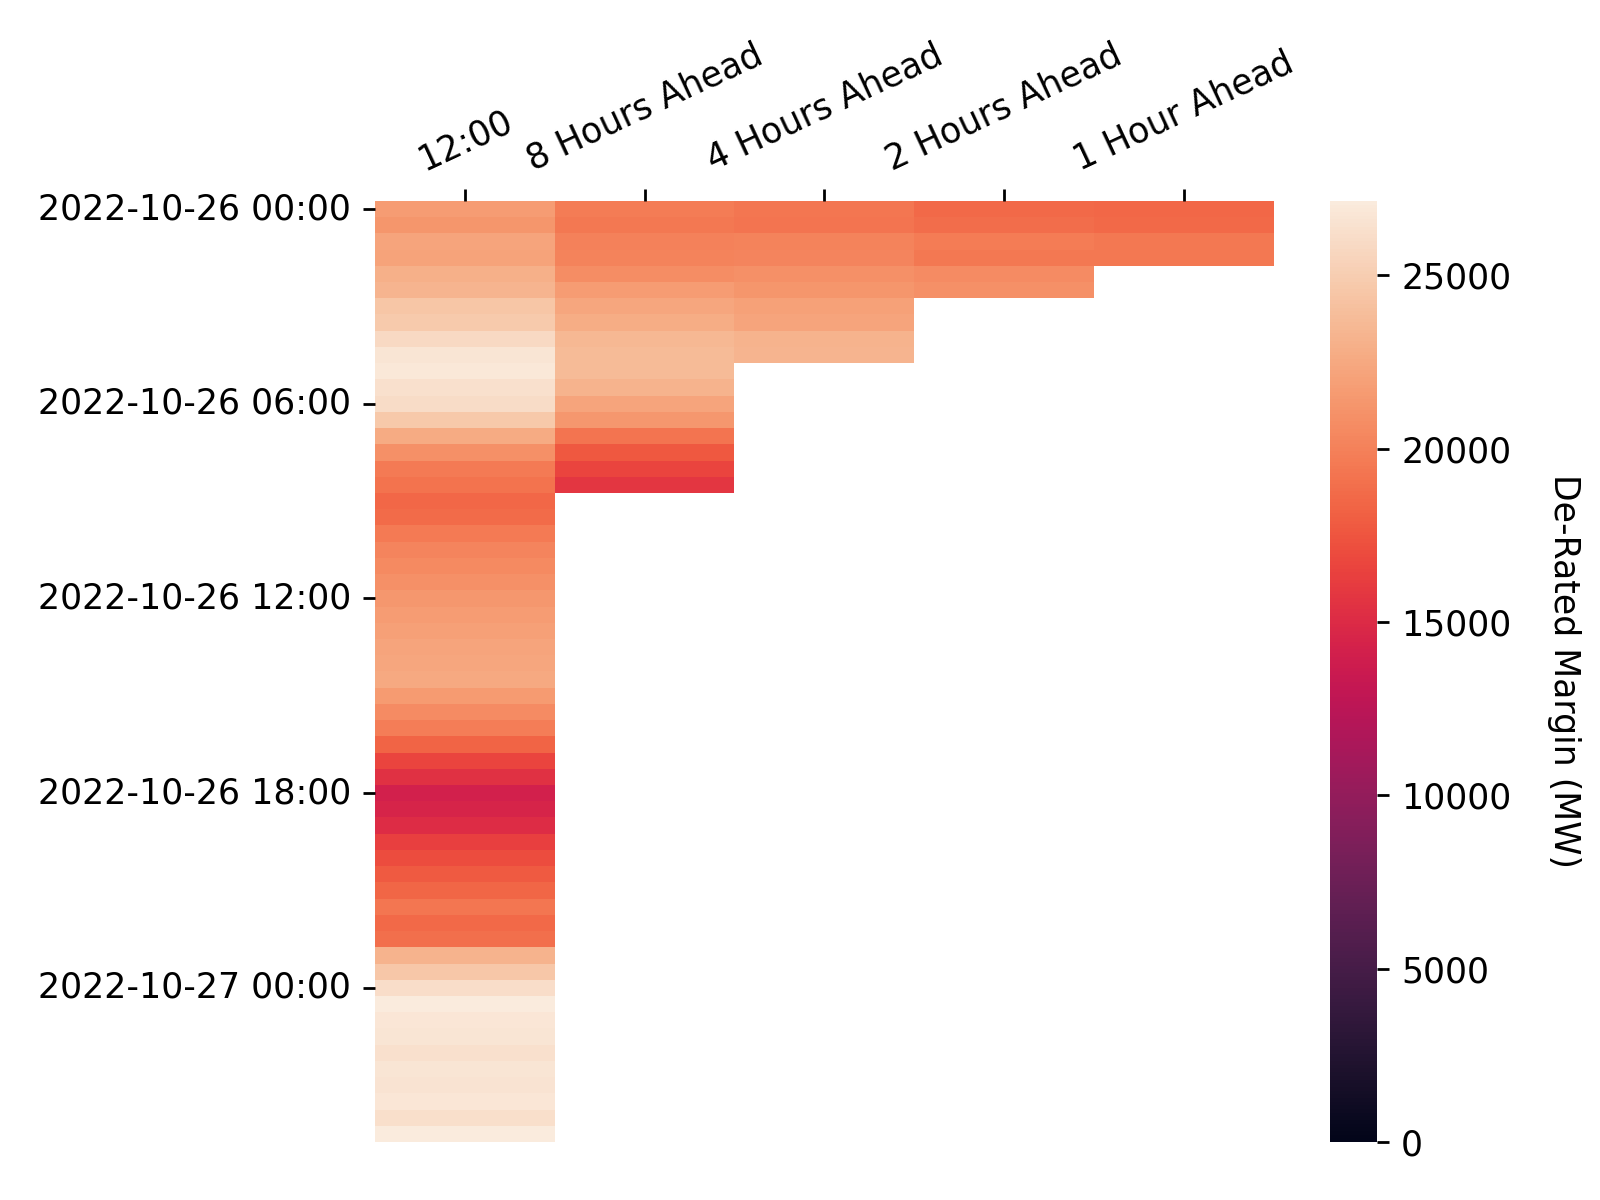 12:00
8 Hours Ahead
4 Hours Ahead
2 Hours Ahead
1 Hour Ahead
2022-10-26 00:00
2022-10-26 06:00
2022-10-26 12:00
2022-10-26 18:00
2022-10-27 00:00
25000
20000
15000
10000
5000
0
De-Rated Margin (MW)